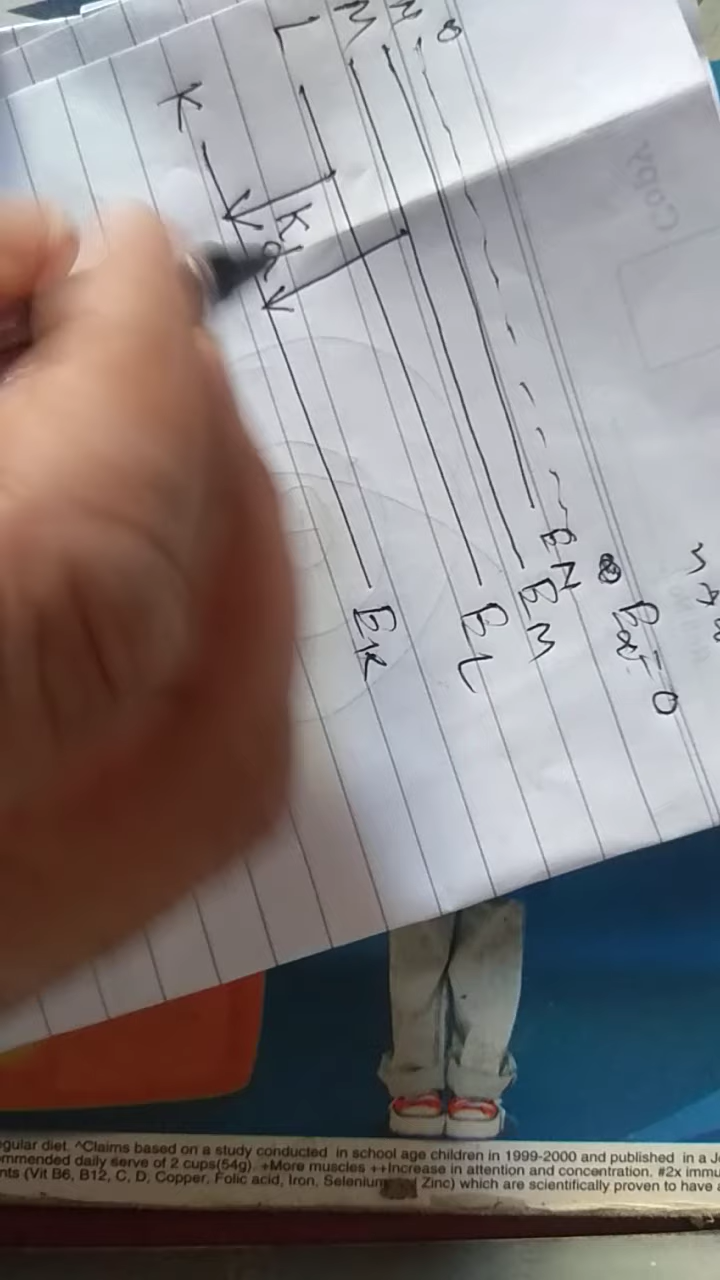 K
L
M
N
Kα
EK
EL
EM
EN
E∞ = 0
Copy
gular diet. ^Claims based on a study conducted in school age children in 1999-2000 and published in a J
mmended daily serve of 2 cups(54g). +More muscles ++Increase in attention and concentration. #2x immu
nts (Vit B6, B12, C, D, Copper, Folic acid, Iron, Selenium Zinc) which are scientifically proven to have a